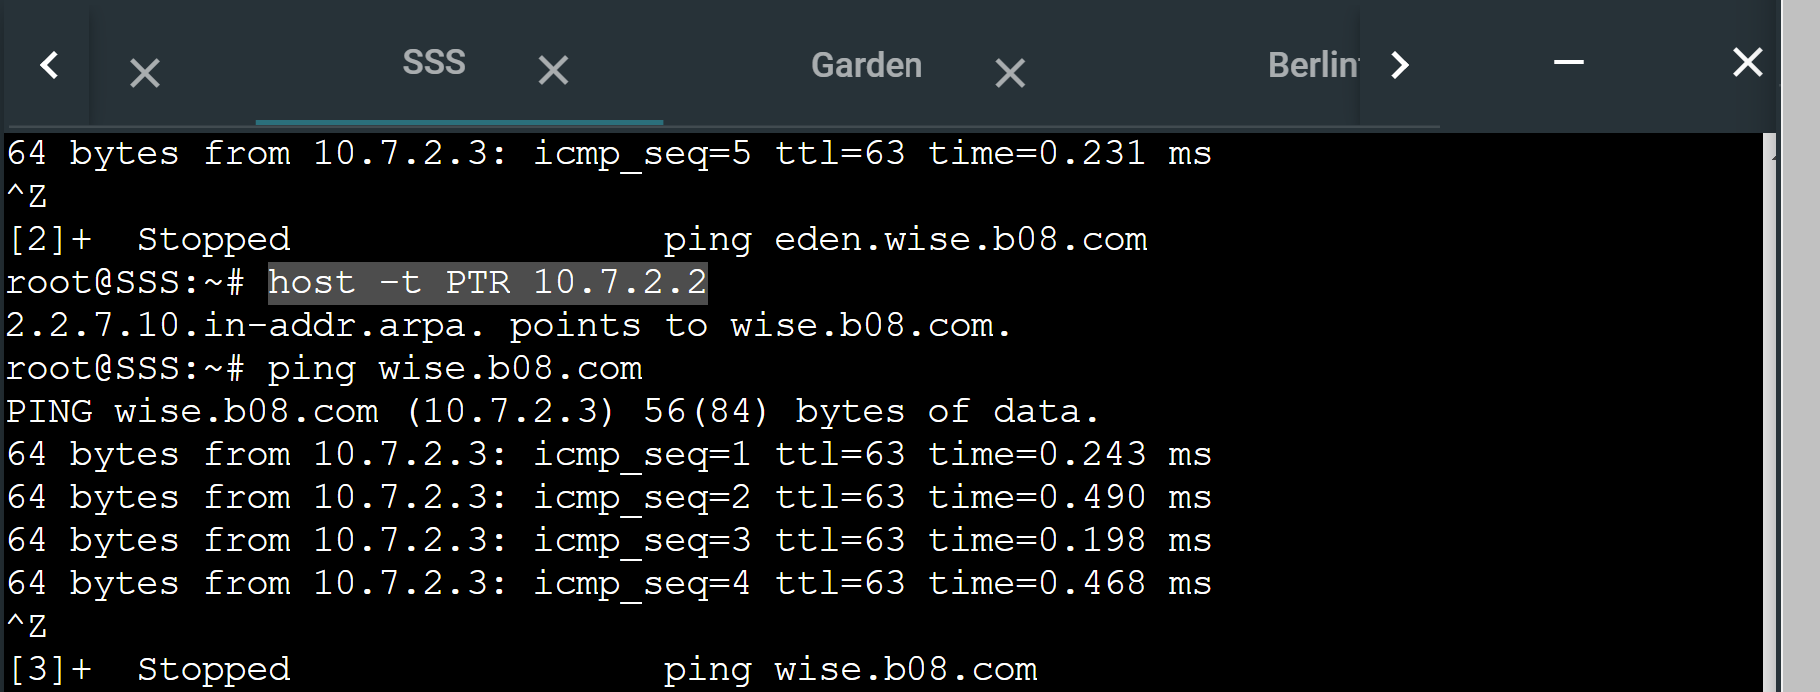 SSS Garden Berlin
64 bytes from 10.7.2.3: icmp_seq=5 ttl=63 time=0.231 ms
^Z
[2]+  Stopped                 ping eden.wise.b08.com
root@SSS:~# host -t PTR 10.7.2.2
2.2.7.10.in-addr.arpa. points to wise.b08.com.
root@SSS:~# ping wise.b08.com
PING wise.b08.com (10.7.2.3) 56(84) bytes of data.
64 bytes from 10.7.2.3: icmp_seq=1 ttl=63 time=0.243 ms
64 bytes from 10.7.2.3: icmp_seq=2 ttl=63 time=0.490 ms
64 bytes from 10.7.2.3: icmp_seq=3 ttl=63 time=0.198 ms
64 bytes from 10.7.2.3: icmp_seq=4 ttl=63 time=0.468 ms
^Z
[3]+  Stopped                 ping wise.b08.com